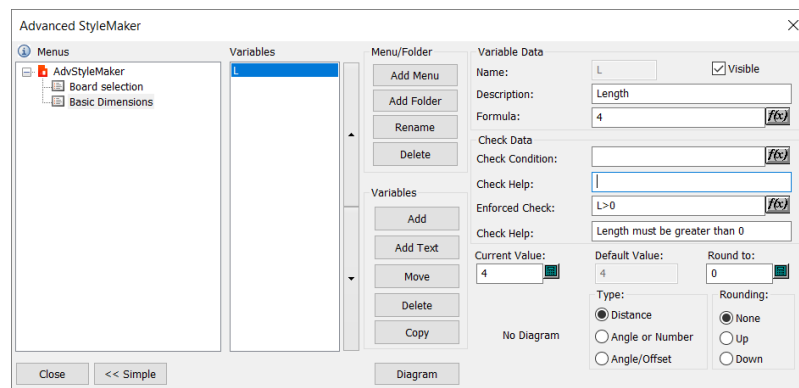 Advanced StyleMaker
Menus
AdvStyleMaker
Board selection
Basic Dimensions
Variables
L
Menu/Folder
Add Menu
Add Folder
Rename
Delete
Variables
Add
Add Text
Move
Delete
Copy
Variable Data
Name: L Visible
Description: Length
Formula: 4 f(x)
Check Data
Check Condition: f(x)
Check Help:
Enforced Check: L>0 f(x)
Check Help: Length must be greater than 0
Current Value: Default Value: Round to:
4 4 0
Type: Rounding:
Distance None
Angle or Number Up
Angle/Offset Down
No Diagram
Close << Simple Diagram